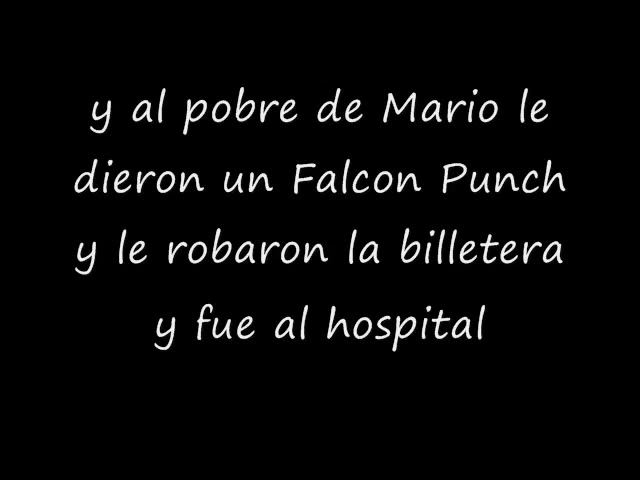 y al pobre de Mario le
dieron un Falcon Punch
y le robaron la billetera
y fue al hospital